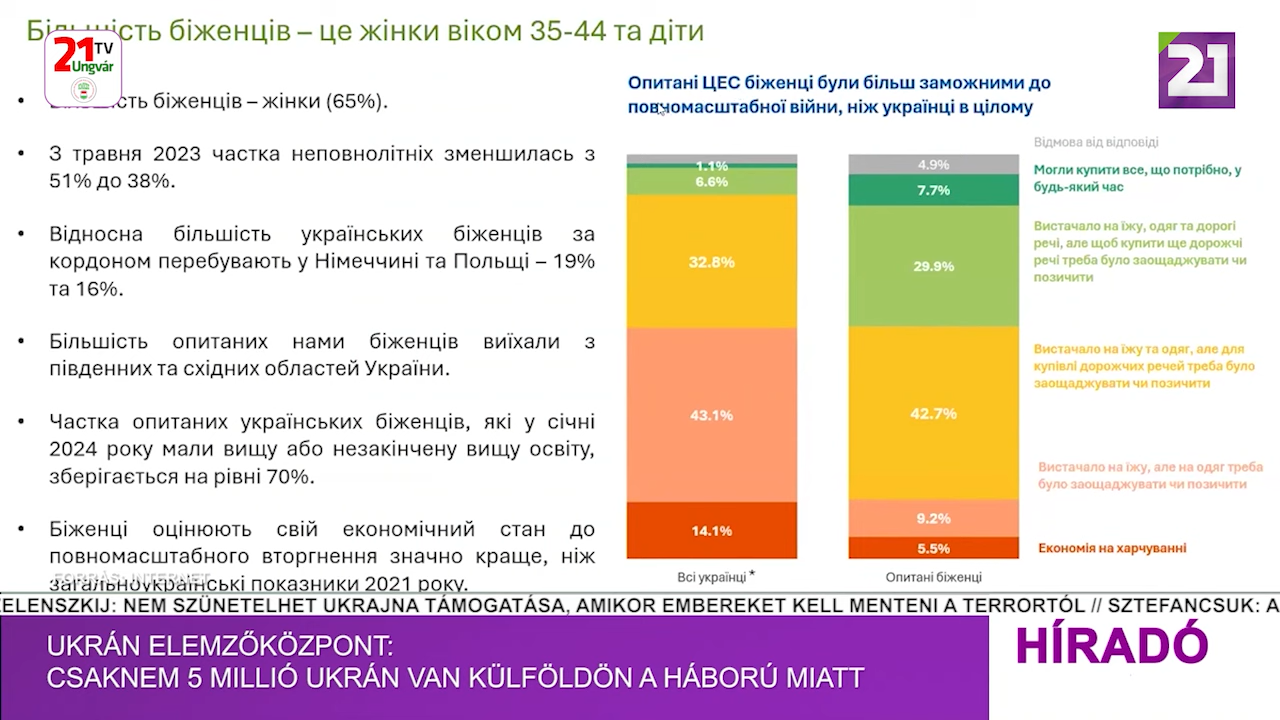 Більшість біженців – це жінки віком 35-44 та діти
21 TV
Ungvár
21
• Більшість біженців – жінки (65%).
• З травня 2023 частка неповнолітніх зменшилась з
51% до 38%.
• Відносна більшість українських біженців за
кордоном перебувають у Німеччині та Польщі – 19%
та 16%.
• Більшість опитаних нами біженців виїхали з
південних та східних областей України.
• Частка опитаних українських біженців, які у січні
2024 року мали вищу або незакінчену вищу освіту,
зберігається на рівні 70%.
• Біженці оцінюють свій економічний стан до
повномасштабного вторгнення значно краще, ніж
загальноукраїнські показники 2021 року.
FORRÁS: INTERNET
Опитані ЦЕС біженці були більш заможними до
повномасштабної війни, ніж українці в цілому
1.1%
6.6%
32.8%
43.1%
14.1%
Всі українці *
4.9%
7.7%
29.9%
42.7%
9.2%
5.5%
Опитані біженці
Відмова від відповіді
Могли купити все, що потрібно, у
будь-який час
Вистачало на їжу, одяг та дорогі
речі, але щоб купити ще дорожчі
речі треба було заощаджувати чи
позичити
Вистачало на їжу та одяг, але для
купівлі дорожчих речей треба було
заощаджувати чи позичити
Вистачало на їжу, але на одяг треба
було заощаджувати чи позичити
Економія на харчуванні
ELENSZKIJ: NEM SZÜNETELHET UKRAJNA TÁMOGATÁSA, AMIKOR EMBEREKET KELL MENTENI A TERRORTÓL // SZTEFANCSUK: A
UKRÁN ELEMZŐKÖZPONT:
CSAKNEM 5 MILLIÓ UKRÁN VAN KÜLFÖLDÖN A HÁBORÚ MIATT
HÍRADÓ